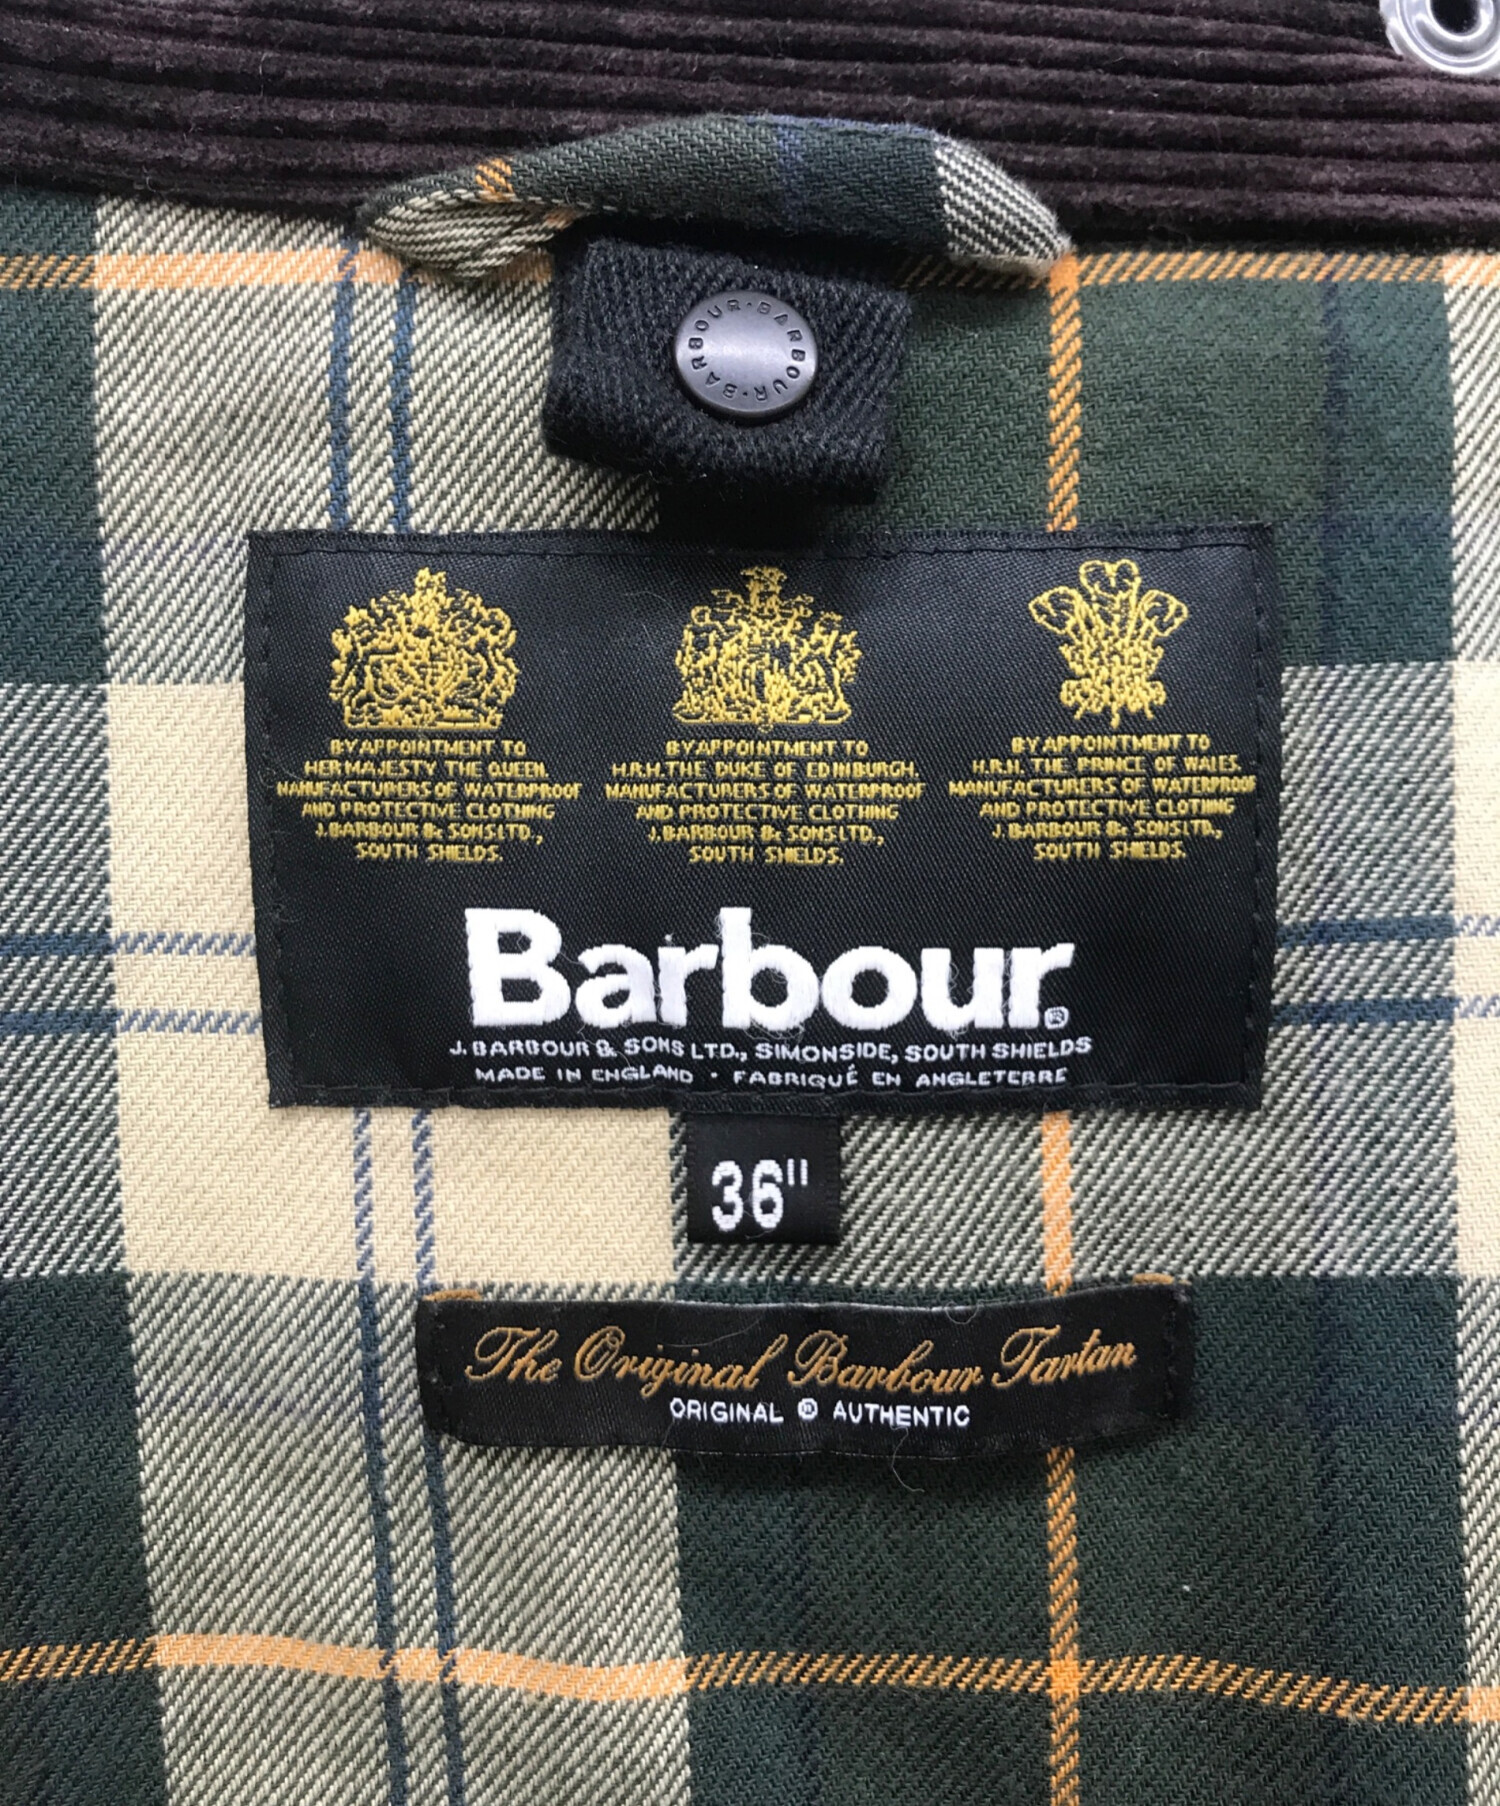 BARBOUR · BARBOUR · BARBOUR ·
BY APPOINTMENT TO
HER MAJESTY THE QUEEN.
MANUFACTURERS OF WATERPROOF
AND PROTECTIVE CLOTHING
J. BARBOUR & SONS LTD.,
SOUTH SHIELDS.
BY APPOINTMENT TO
H.R.H. THE DUKE OF EDINBURGH.
MANUFACTURERS OF WATERPROOF
AND PROTECTIVE CLOTHING
J. BARBOUR & SONS LTD.,
SOUTH SHIELDS.
BY APPOINTMENT TO
H.R.H. THE PRINCE OF WALES.
MANUFACTURERS OF WATERPROOF
AND PROTECTIVE CLOTHING
J. BARBOUR & SONS LTD.,
SOUTH SHIELDS.
Barbour®
J. BARBOUR & SONS LTD., SIMONSIDE, SOUTH SHIELDS
MADE IN ENGLAND · FABRIQUÉ EN ANGLETERRE
36"
The Original Barbour Tartan
ORIGINAL ® AUTHENTIC